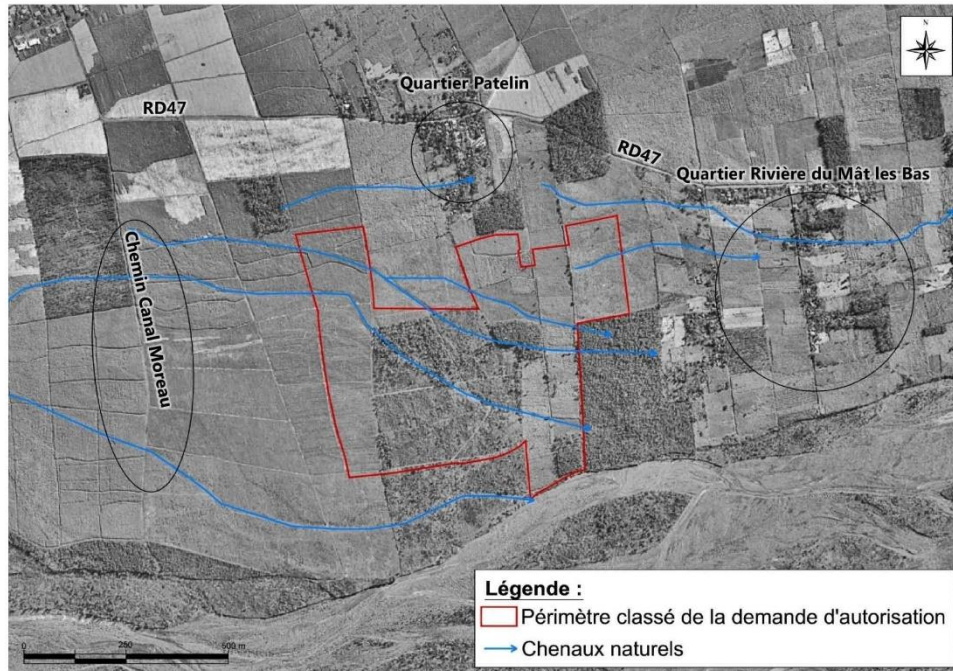 N
Quartier Patelin
RD47
RD47
Quartier Rivière du Mât les Bas
Chemin Canal Moreau
Légende :
Périmètre classé de la demande d'autorisation
Chenaux naturels
0 250 500 m